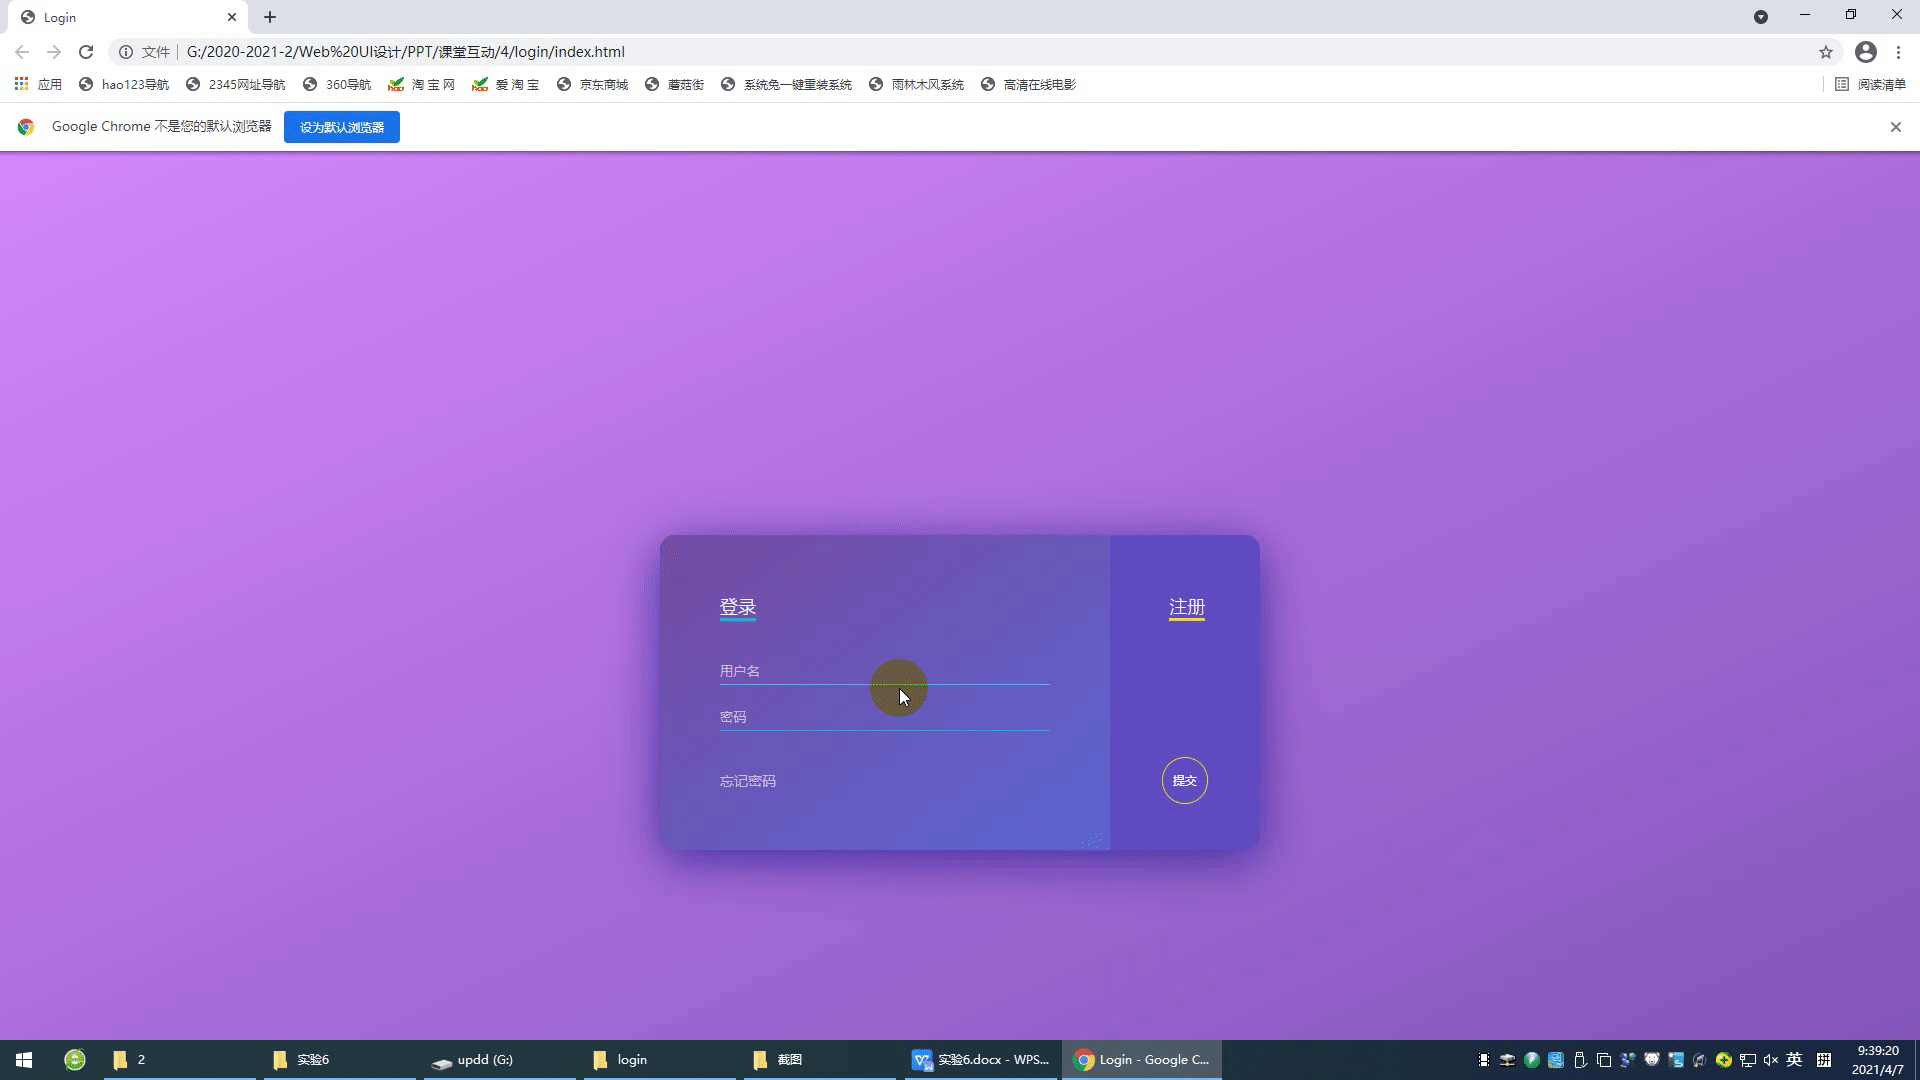 Login
文件 G:/2020-2021-2/Web%20UI设计/PPT/课堂互动/4/login/index.html
应用 hao123导航 2345网址导航 360导航 淘 宝 网 爱 淘 宝 京东商城 蘑菇街 系统兔一键重装系统 雨林木风系统 高清在线电影 阅读清单
Google Chrome 不是您的默认浏览器 设为默认浏览器
登录 注册
用户名
密码
忘记密码 提交
2 实验6 updd (G:) login 截图 实验6.docx - WPS... Login - Google C... 英 拼 9:39:20
2021/4/7